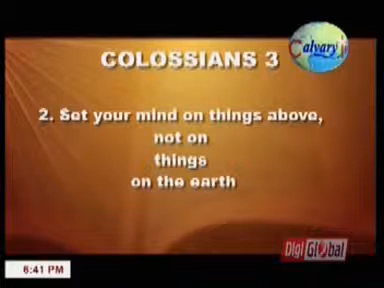 COLOSSIANS 3
Calvary
2. Set your mind on things above,
not on
things
on the earth
Digi Global
6:41 PM